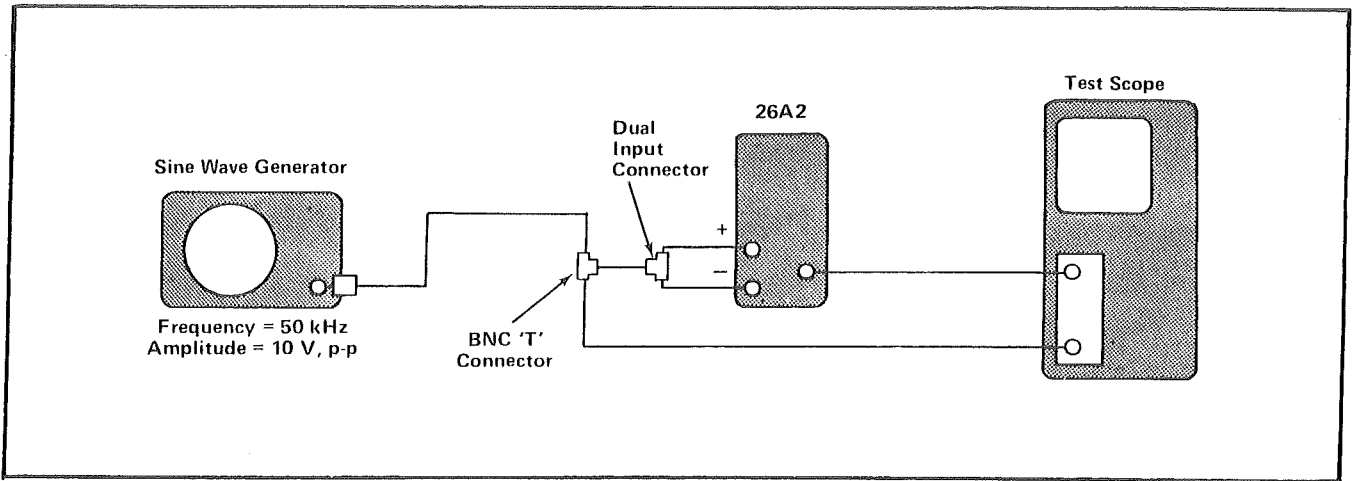 Test Scope
26A2
Dual
Input
Connector
Sine Wave Generator
+
–
Frequency = 50 kHz
Amplitude = 10 V, p-p
BNC 'T'
Connector